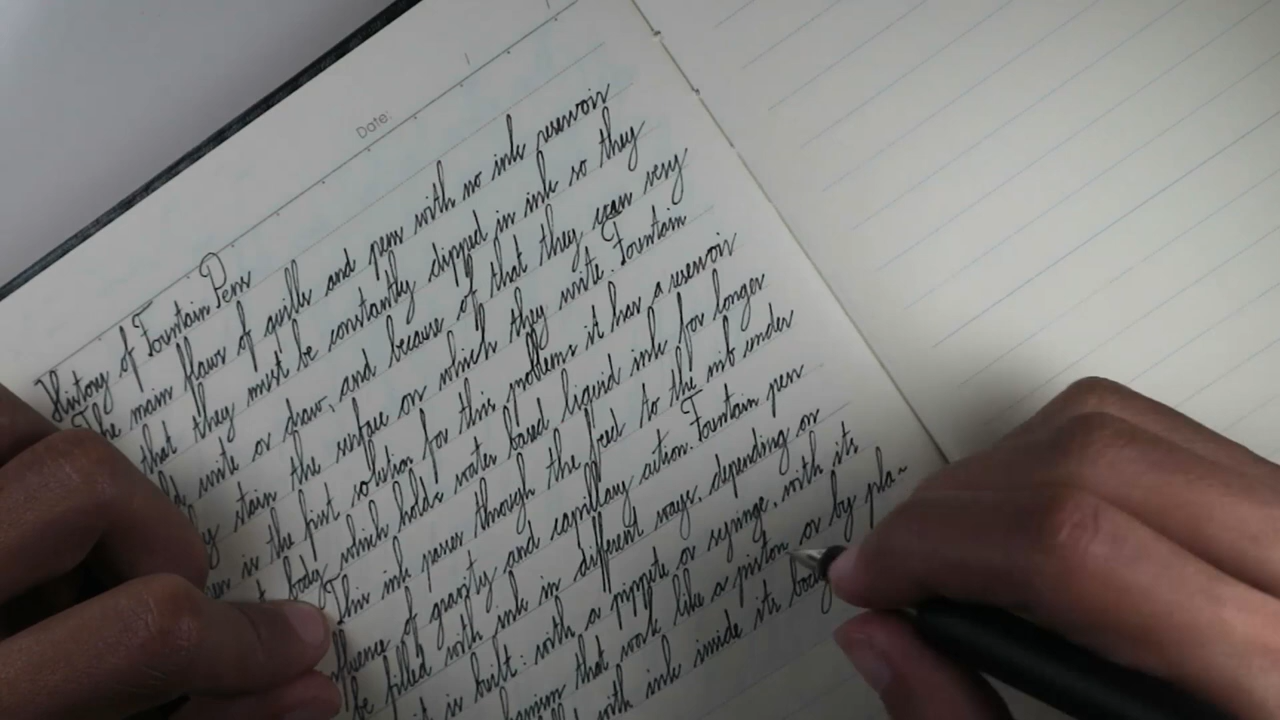 Date:
History of Fountain Pens
The main flaws of quills and pens with no ink reservoir
that they must be constantly dipped in ink so they
write or draw, and because of that they can very
stain the surface on which they write. Fountain
is the first solution for this problems it has a reservoir
body which holds water based liquid ink for longer
This ink passes through the feed to the nib under
of gravity and capillary action. Fountain pen
be filled with ink in different ways, depending on
it is built: with a pippete or syringe, with its
that work like a piston or by pla~
with ink inside its body